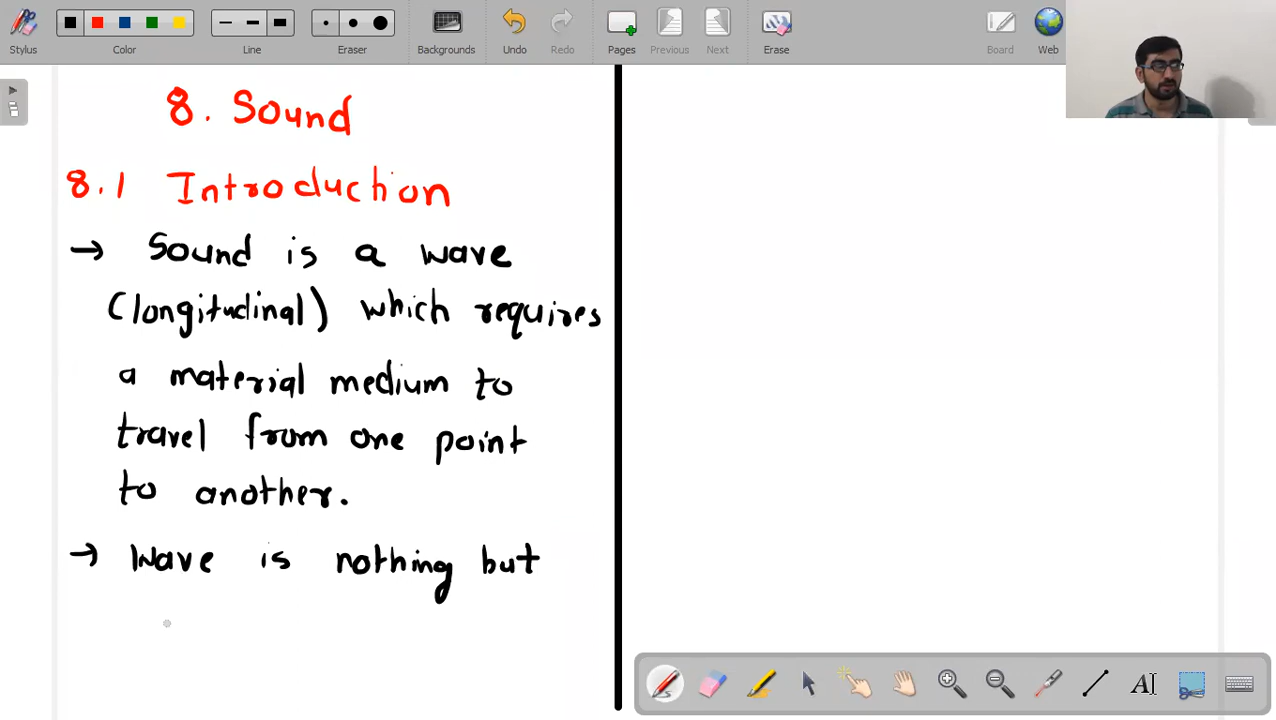 Stylus
Color
Line
Eraser
Backgrounds
Undo
Redo
Pages
Previous
Next
Erase
Board
Web
8. Sound
8.1 Introduction
→ Sound is a wave
(longitudinal) which requires
a material medium to
travel from one point
to another.
→ Wave is nothing but
AI